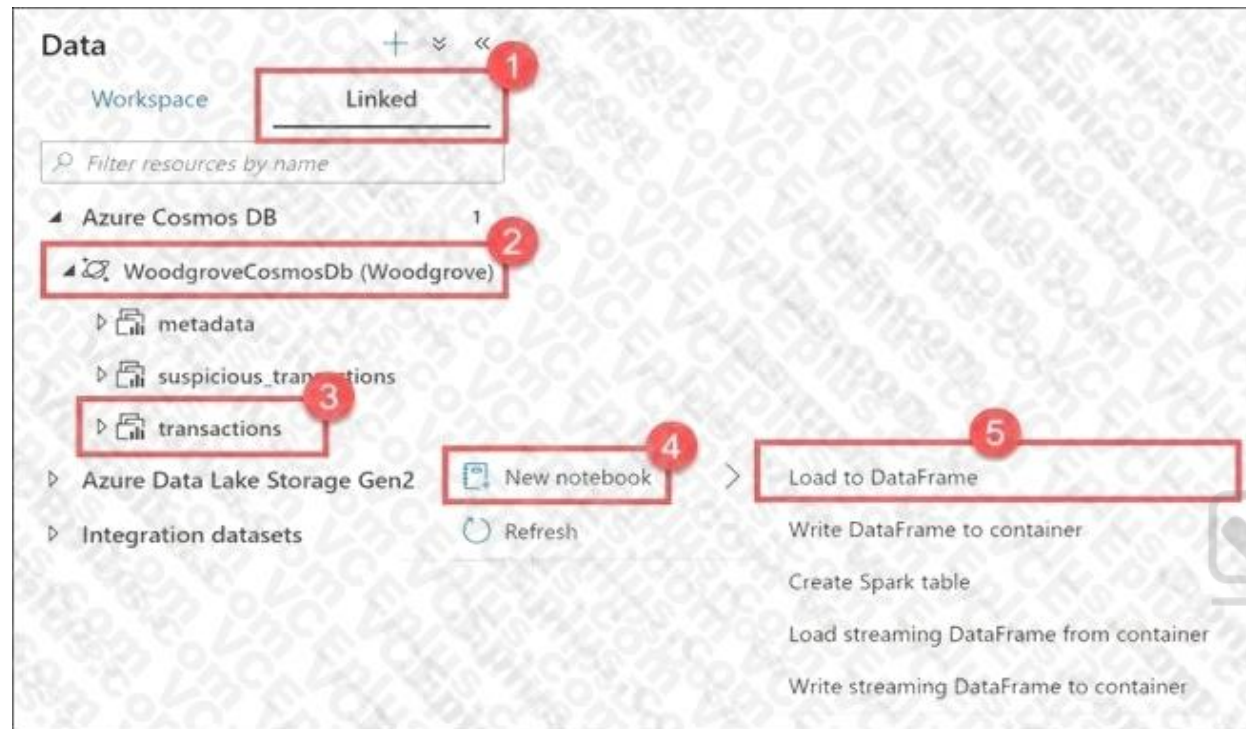 Data
1
Workspace Linked
Filter resources by name
Azure Cosmos DB 1
2
WoodgroveCosmosDb (Woodgrove)
metadata
suspicious_transactions
3
transactions
4
5
Azure Data Lake Storage Gen2 New notebook Load to DataFrame
Integration datasets Refresh Write DataFrame to container
Create Spark table
Load streaming DataFrame from container
Write streaming DataFrame to container